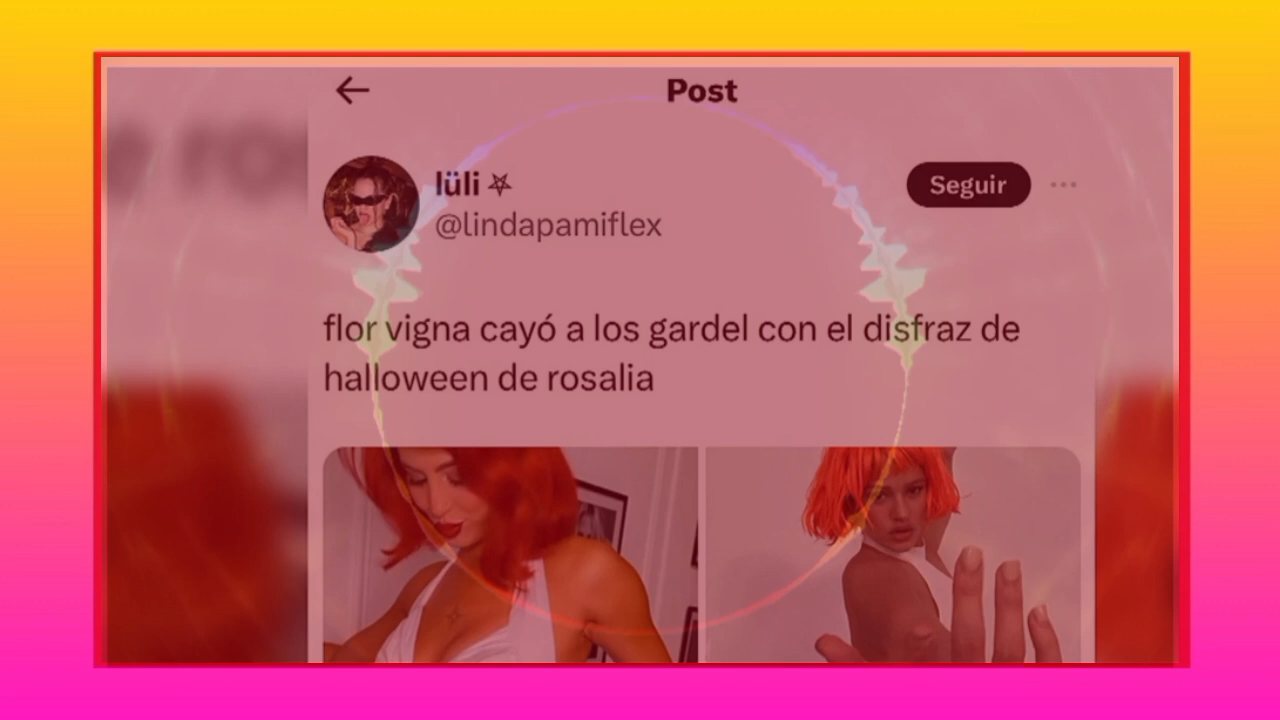 Post
lüli ⛧
@lindapamiflex
Seguir
flor vigna cayó a los gardel con el disfraz de
halloween de rosalia